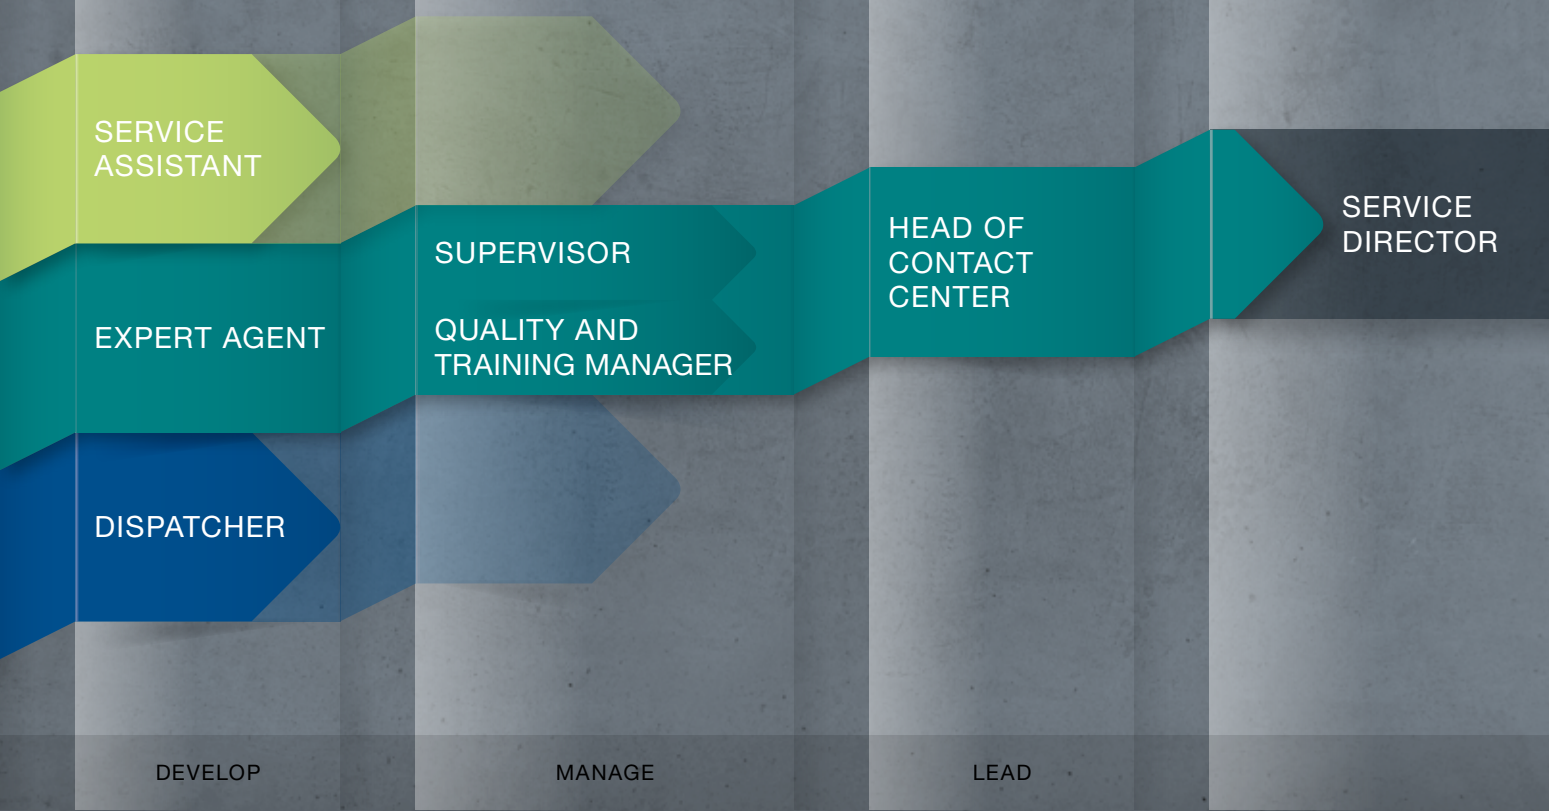 SERVICE
ASSISTANT
EXPERT AGENT
DISPATCHER
SUPERVISOR
QUALITY AND
TRAINING MANAGER
HEAD OF
CONTACT
CENTER
SERVICE
DIRECTOR
DEVELOP
MANAGE
LEAD